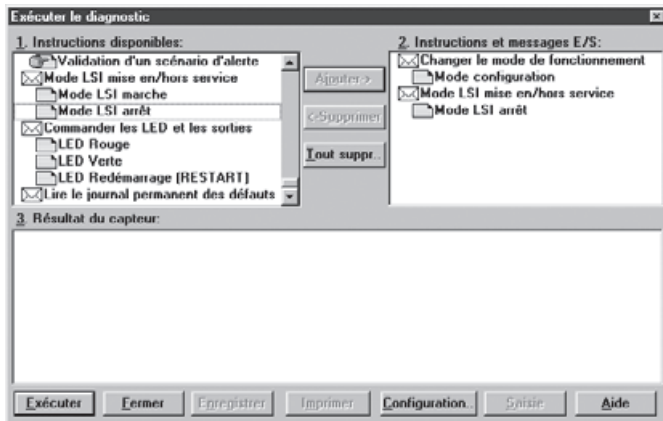 Exécuter le diagnostic
1. Instructions disponibles:
Validation d'un scénario d'alerte
Mode LSI mise en/hors service
Mode LSI marche
Mode LSI arrêt
Commander les LED et les sorties
LED Rouge
LED Verte
LED Redémarrage [RESTART]
Lire le journal permanent des défauts
Ajouter->
<-Supprimer
Tout suppr..
2. Instructions et messages E/S:
Changer le mode de fonctionnement
Mode configuration
Mode LSI mise en/hors service
Mode LSI arrêt
3. Résultat du capteur:
Exécuter Fermer Enregistrer Imprimer Configuration.. Saisie Aide